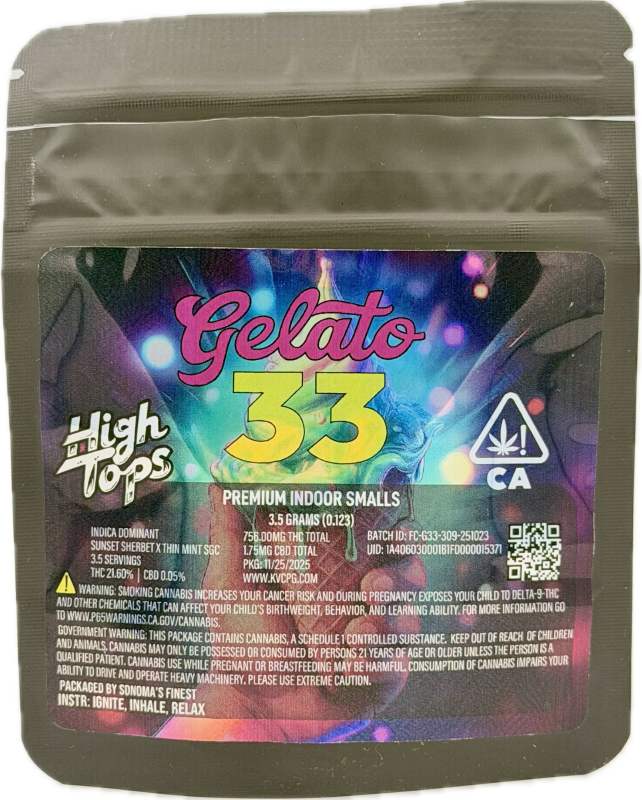 Gelato
33
High
Tops
CA
PREMIUM INDOOR SMALLS
3.5 GRAMS (0.123)
INDICA DOMINANT
SUNSET SHERBET X THIN MINT SGC
3.5 SERVINGS
THC 21.60% | CBD 0.05%
756.00MG THC TOTAL
1.75MG CBD TOTAL
PKG: 11/25/2025
WWW.KVCPG.COM
BATCH ID: FC-G33-309-251023
UID: 1A406030001B1FD000015371
WARNING: SMOKING CANNABIS INCREASES YOUR CANCER RISK AND DURING PREGNANCY EXPOSES YOUR CHILD TO DELTA-9-THC
AND OTHER CHEMICALS THAT CAN AFFECT YOUR CHILD'S BIRTHWEIGHT, BEHAVIOR, AND LEARNING ABILITY. FOR MORE INFORMATION GO
TO WWW.P65WARNINGS.CA.GOV/CANNABIS.
GOVERNMENT WARNING: THIS PACKAGE CONTAINS CANNABIS, A SCHEDULE 1 CONTROLLED SUBSTANCE. KEEP OUT OF REACH OF CHILDREN
AND ANIMALS. CANNABIS MAY ONLY BE POSSESSED OR CONSUMED BY PERSONS 21 YEARS OF AGE OR OLDER UNLESS THE PERSON IS A
QUALIFIED PATIENT. CANNABIS USE WHILE PREGNANT OR BREASTFEEDING MAY BE HARMFUL. CONSUMPTION OF CANNABIS IMPAIRS YOUR
ABILITY TO DRIVE AND OPERATE HEAVY MACHINERY. PLEASE USE EXTREME CAUTION.
PACKAGED BY SONOMA'S FINEST
INSTR: IGNITE, INHALE, RELAX